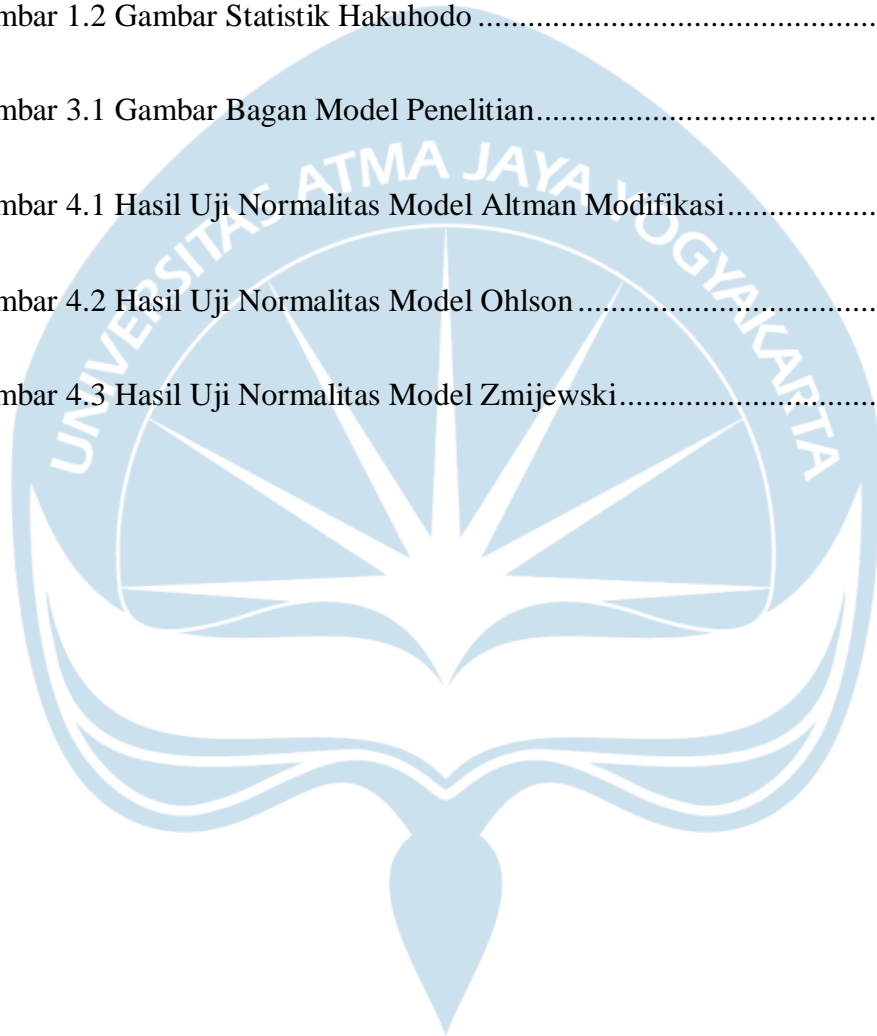 mbar 1.2 Gambar Statistik Hakuhodo ................................................
mbar 3.1 Gambar Bagan Model Penelitian.........................................
mbar 4.1 Hasil Uji Normalitas Model Altman Modifikasi..................
mbar 4.2 Hasil Uji Normalitas Model Ohlson ....................................
mbar 4.3 Hasil Uji Normalitas Model Zmijewski...............................
UNIVERSITAS ATMA JAYA YOGYAKARTA